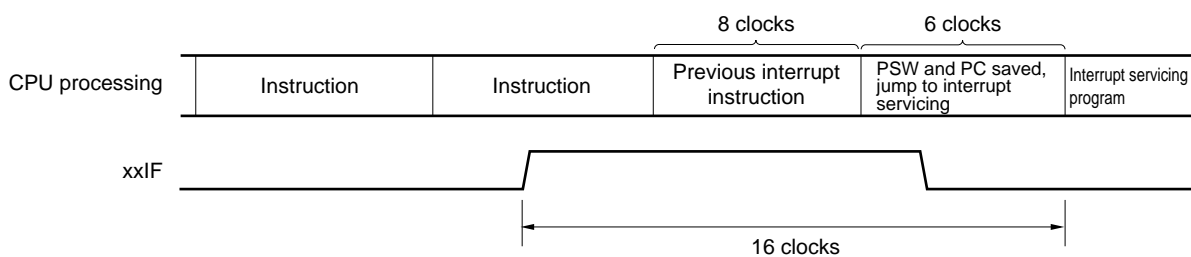 8 clocks
6 clocks
CPU processing
Instruction
Instruction
Previous interrupt
instruction
PSW and PC saved,
jump to interrupt
servicing
Interrupt servicing
program
xxIF
16 clocks